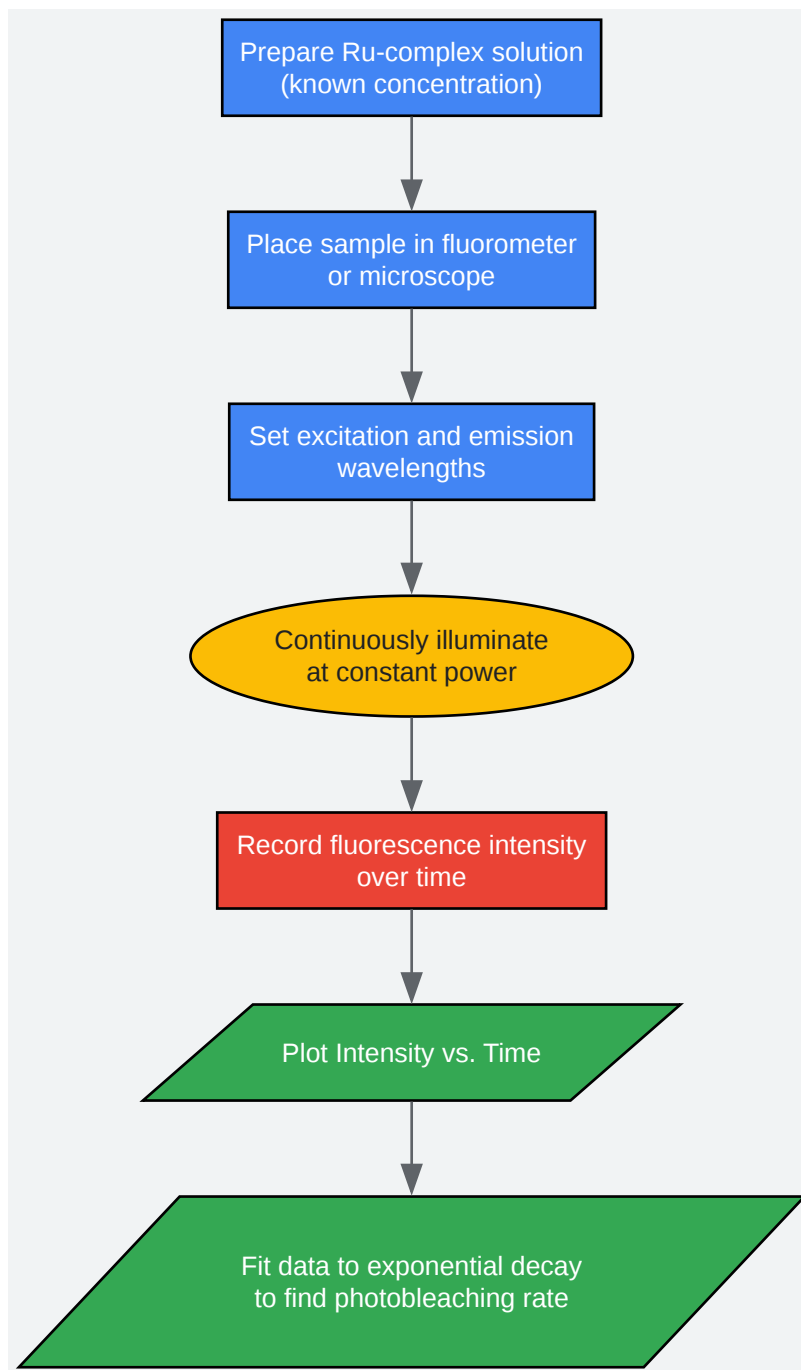 Prepare Ru-complex solution
(known concentration)
Place sample in fluorometer
or microscope
Set excitation and emission
wavelengths
Continuously illuminate
at constant power
Record fluorescence intensity
over time
Plot Intensity vs. Time
Fit data to exponential decay
to find photobleaching rate